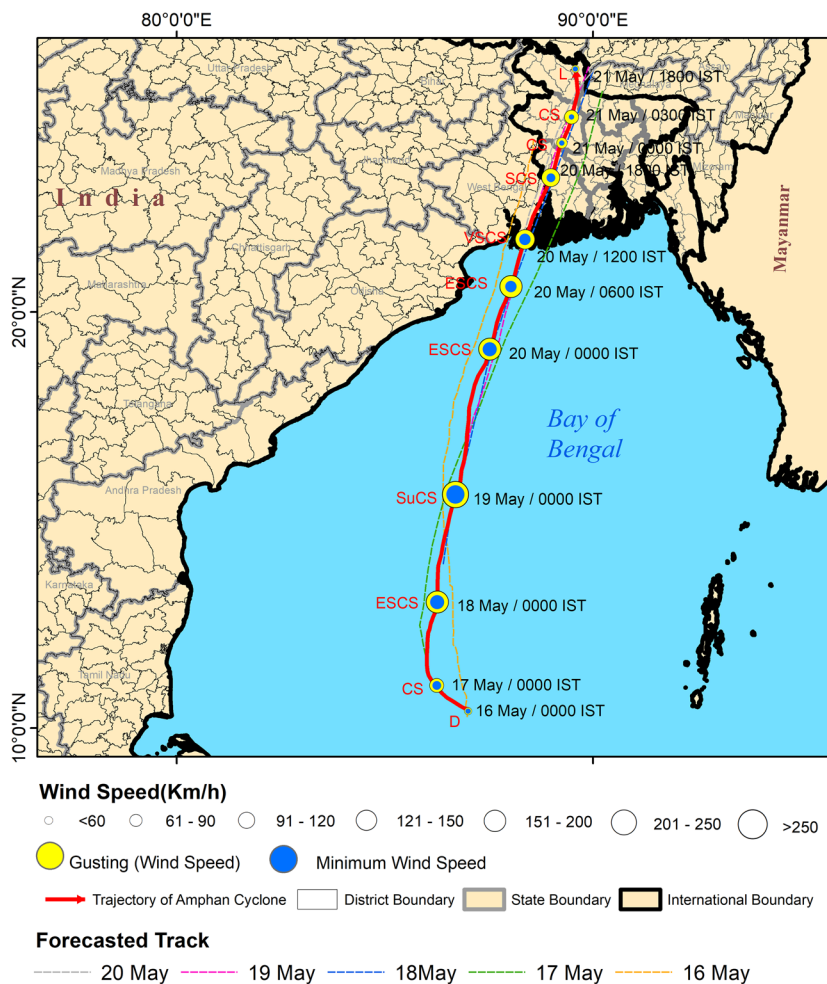 80°0'0"E
90°0'0"E
Uttar Pradesh
Bihar
Assam
L
21 May / 1800 IST
Meghalaya
CS
21 May / 0300 IST
CS
21 May / 0000 IST
Jharkhand
Madhya Pradesh
SCS
20 May / 1800 IST
West Bengal
India
Mayanmar
VSCS
20 May / 1200 IST
Chhattisgarh
Maharashtra
Odisha
ESCS
20 May / 0600 IST
20°0'0"N
ESCS
20 May / 0000 IST
Telangana
Bay of
Bengal
Andhra Pradesh
SuCS
19 May / 0000 IST
Karnataka
ESCS
18 May / 0000 IST
Tamil Nadu
CS
17 May / 0000 IST
D
16 May / 0000 IST
10°0'0"N
Wind Speed(Km/h)
<60
61 - 90
91 - 120
121 - 150
151 - 200
201 - 250
>250
Gusting (Wind Speed)
Minimum Wind Speed
Trajectory of Amphan Cyclone
District Boundary
State Boundary
International Boundary
Forecasted Track
20 May
19 May
18May
17 May
16 May